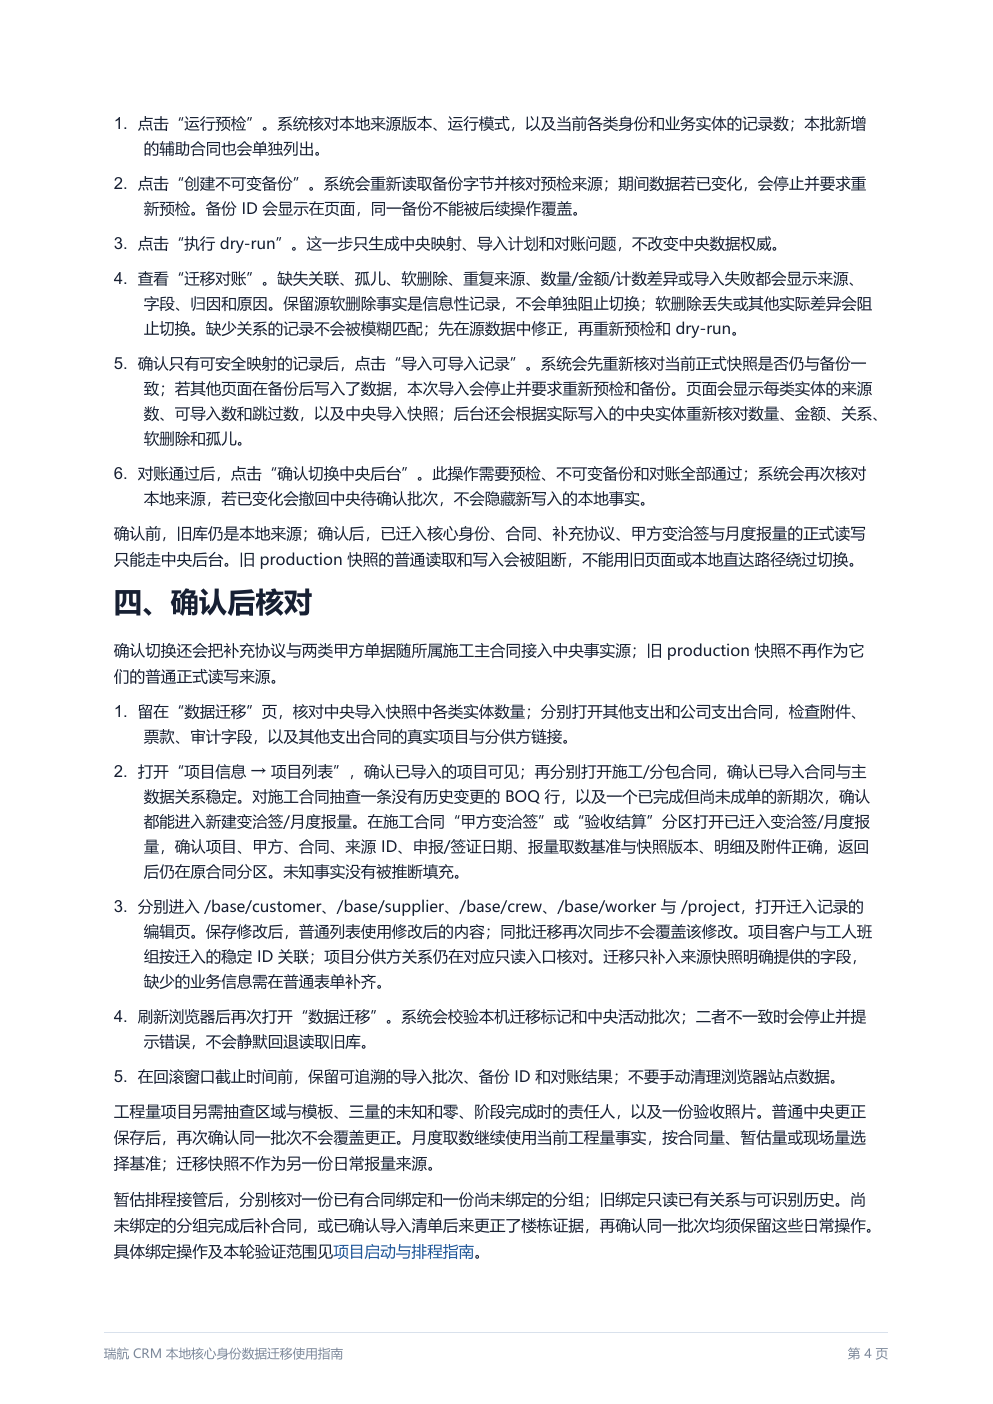 1. 点击“运行预检”。系统核对本地来源版本、运行模式，以及当前各类身份和业务实体的记录数；本批新增
的辅助合同也会单独列出。
2. 点击“创建不可变备份”。系统会重新读取备份字节并核对预检来源；期间数据若已变化，会停止并要求重
新预检。备份 ID 会显示在页面，同一备份不能被后续操作覆盖。
3. 点击“执行 dry-run”。这一步只生成中央映射、导入计划和对账问题，不改变中央数据权威。
4. 查看“迁移对账”。缺失关联、孤儿、软删除、重复来源、数量/金额/计数差异或导入失败都会显示来源、
字段、归因和原因。保留源软删除事实是信息性记录，不会单独阻止切换；软删除丢失或其他实际差异会阻
止切换。缺少关系的记录不会被模糊匹配；先在源数据中修正，再重新预检和 dry-run。
5. 确认只有可安全映射的记录后，点击“导入可导入记录”。系统会先重新核对当前正式快照是否仍与备份一
致；若其他页面在备份后写入了数据，本次导入会停止并要求重新预检和备份。页面会显示每类实体的来源
数、可导入数和跳过数，以及中央导入快照；后台还会根据实际写入的中央实体重新核对数量、金额、关系、
软删除和孤儿。
6. 对账通过后，点击“确认切换中央后台”。此操作需要预检、不可变备份和对账全部通过；系统会再次核对
本地来源，若已变化会撤回中央待确认批次，不会隐藏新写入的本地事实。
确认前，旧库仍是本地来源；确认后，已迁入核心身份、合同、补充协议、甲方变洽签与月度报量的正式读写
只能走中央后台。旧 production 快照的普通读取和写入会被阻断，不能用旧页面或本地直达路径绕过切换。
四、确认后核对
确认切换还会把补充协议与两类甲方单据随所属施工主合同接入中央事实源；旧 production 快照不再作为它
们的普通正式读写来源。
1. 留在“数据迁移”页，核对中央导入快照中各类实体数量；分别打开其他支出和公司支出合同，检查附件、
票款、审计字段，以及其他支出合同的真实项目与分供方链接。
2. 打开“项目信息 → 项目列表”，确认已导入的项目可见；再分别打开施工/分包合同，确认已导入合同与主
数据关系稳定。对施工合同抽查一条没有历史变更的 BOQ 行，以及一个已完成但尚未成单的新期次，确认
都能进入新建变洽签/月度报量。在施工合同“甲方变洽签”或“验收结算”分区打开已迁入变洽签/月度报
量，确认项目、甲方、合同、来源 ID、申报/签证日期、报量取数基准与快照版本、明细及附件正确，返回
后仍在原合同分区。未知事实没有被推断填充。
3. 分别进入 /base/customer、/base/supplier、/base/crew、/base/worker 与 /project，打开迁入记录的
编辑页。保存修改后，普通列表使用修改后的内容；同批迁移再次同步不会覆盖该修改。项目客户与工人班
组按迁入的稳定 ID 关联；项目分供方关系仍在对应只读入口核对。迁移只补入来源快照明确提供的字段，
缺少的业务信息需在普通表单补齐。
4. 刷新浏览器后再次打开“数据迁移”。系统会校验本机迁移标记和中央活动批次；二者不一致时会停止并提
示错误，不会静默回退读取旧库。
5. 在回滚窗口截止时间前，保留可追溯的导入批次、备份 ID 和对账结果；不要手动清理浏览器站点数据。
工程量项目另需抽查区域与模板、三量的未知和零、阶段完成时的责任人，以及一份验收照片。普通中央更正
保存后，再次确认同一批次不会覆盖更正。月度取数继续使用当前工程量事实，按合同量、暂估量或现场量选
择基准；迁移快照不作为另一份日常报量来源。
暂估排程接管后，分别核对一份已有合同绑定和一份尚未绑定的分组；旧绑定只读已有关系与可识别历史。尚
未绑定的分组完成后补合同，或已确认导入清单后来更正了楼栋证据，再确认同一批次均须保留这些日常操作。
具体绑定操作及本轮验证范围见项目启动与排程指南。
瑞航 CRM 本地核心身份数据迁移使用指南
第 4 页